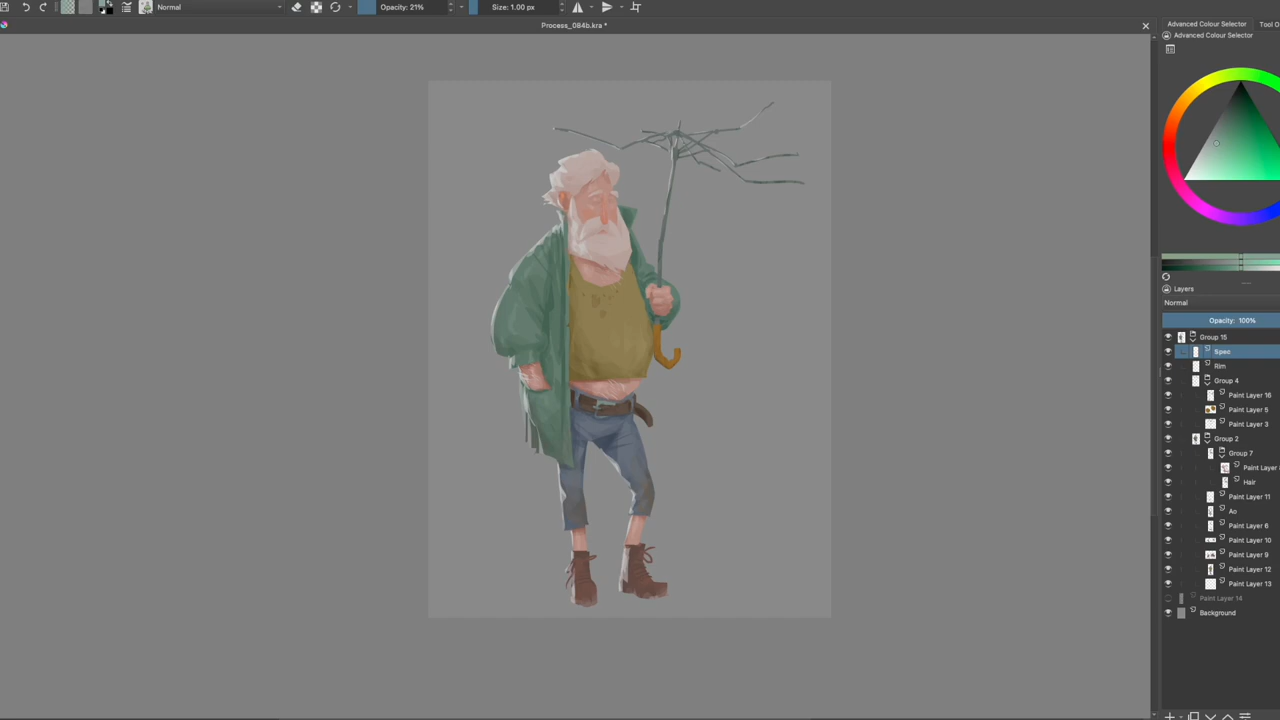 Normal
Opacity: 21%
Size: 1.00 px
Process_084b.kra *
Advanced Colour Selector
Tool O
Advanced Colour Selector
Layers
Normal
Opacity: 100%
Group 15
Spec
Rim
Group 4
Paint Layer 16
Paint Layer 5
Paint Layer 3
Group 2
Group 7
Paint Layer
Hair
Paint Layer 11
Ao
Paint Layer 6
Paint Layer 10
Paint Layer 9
Paint Layer 12
Paint Layer 13
Paint Layer 14
Background